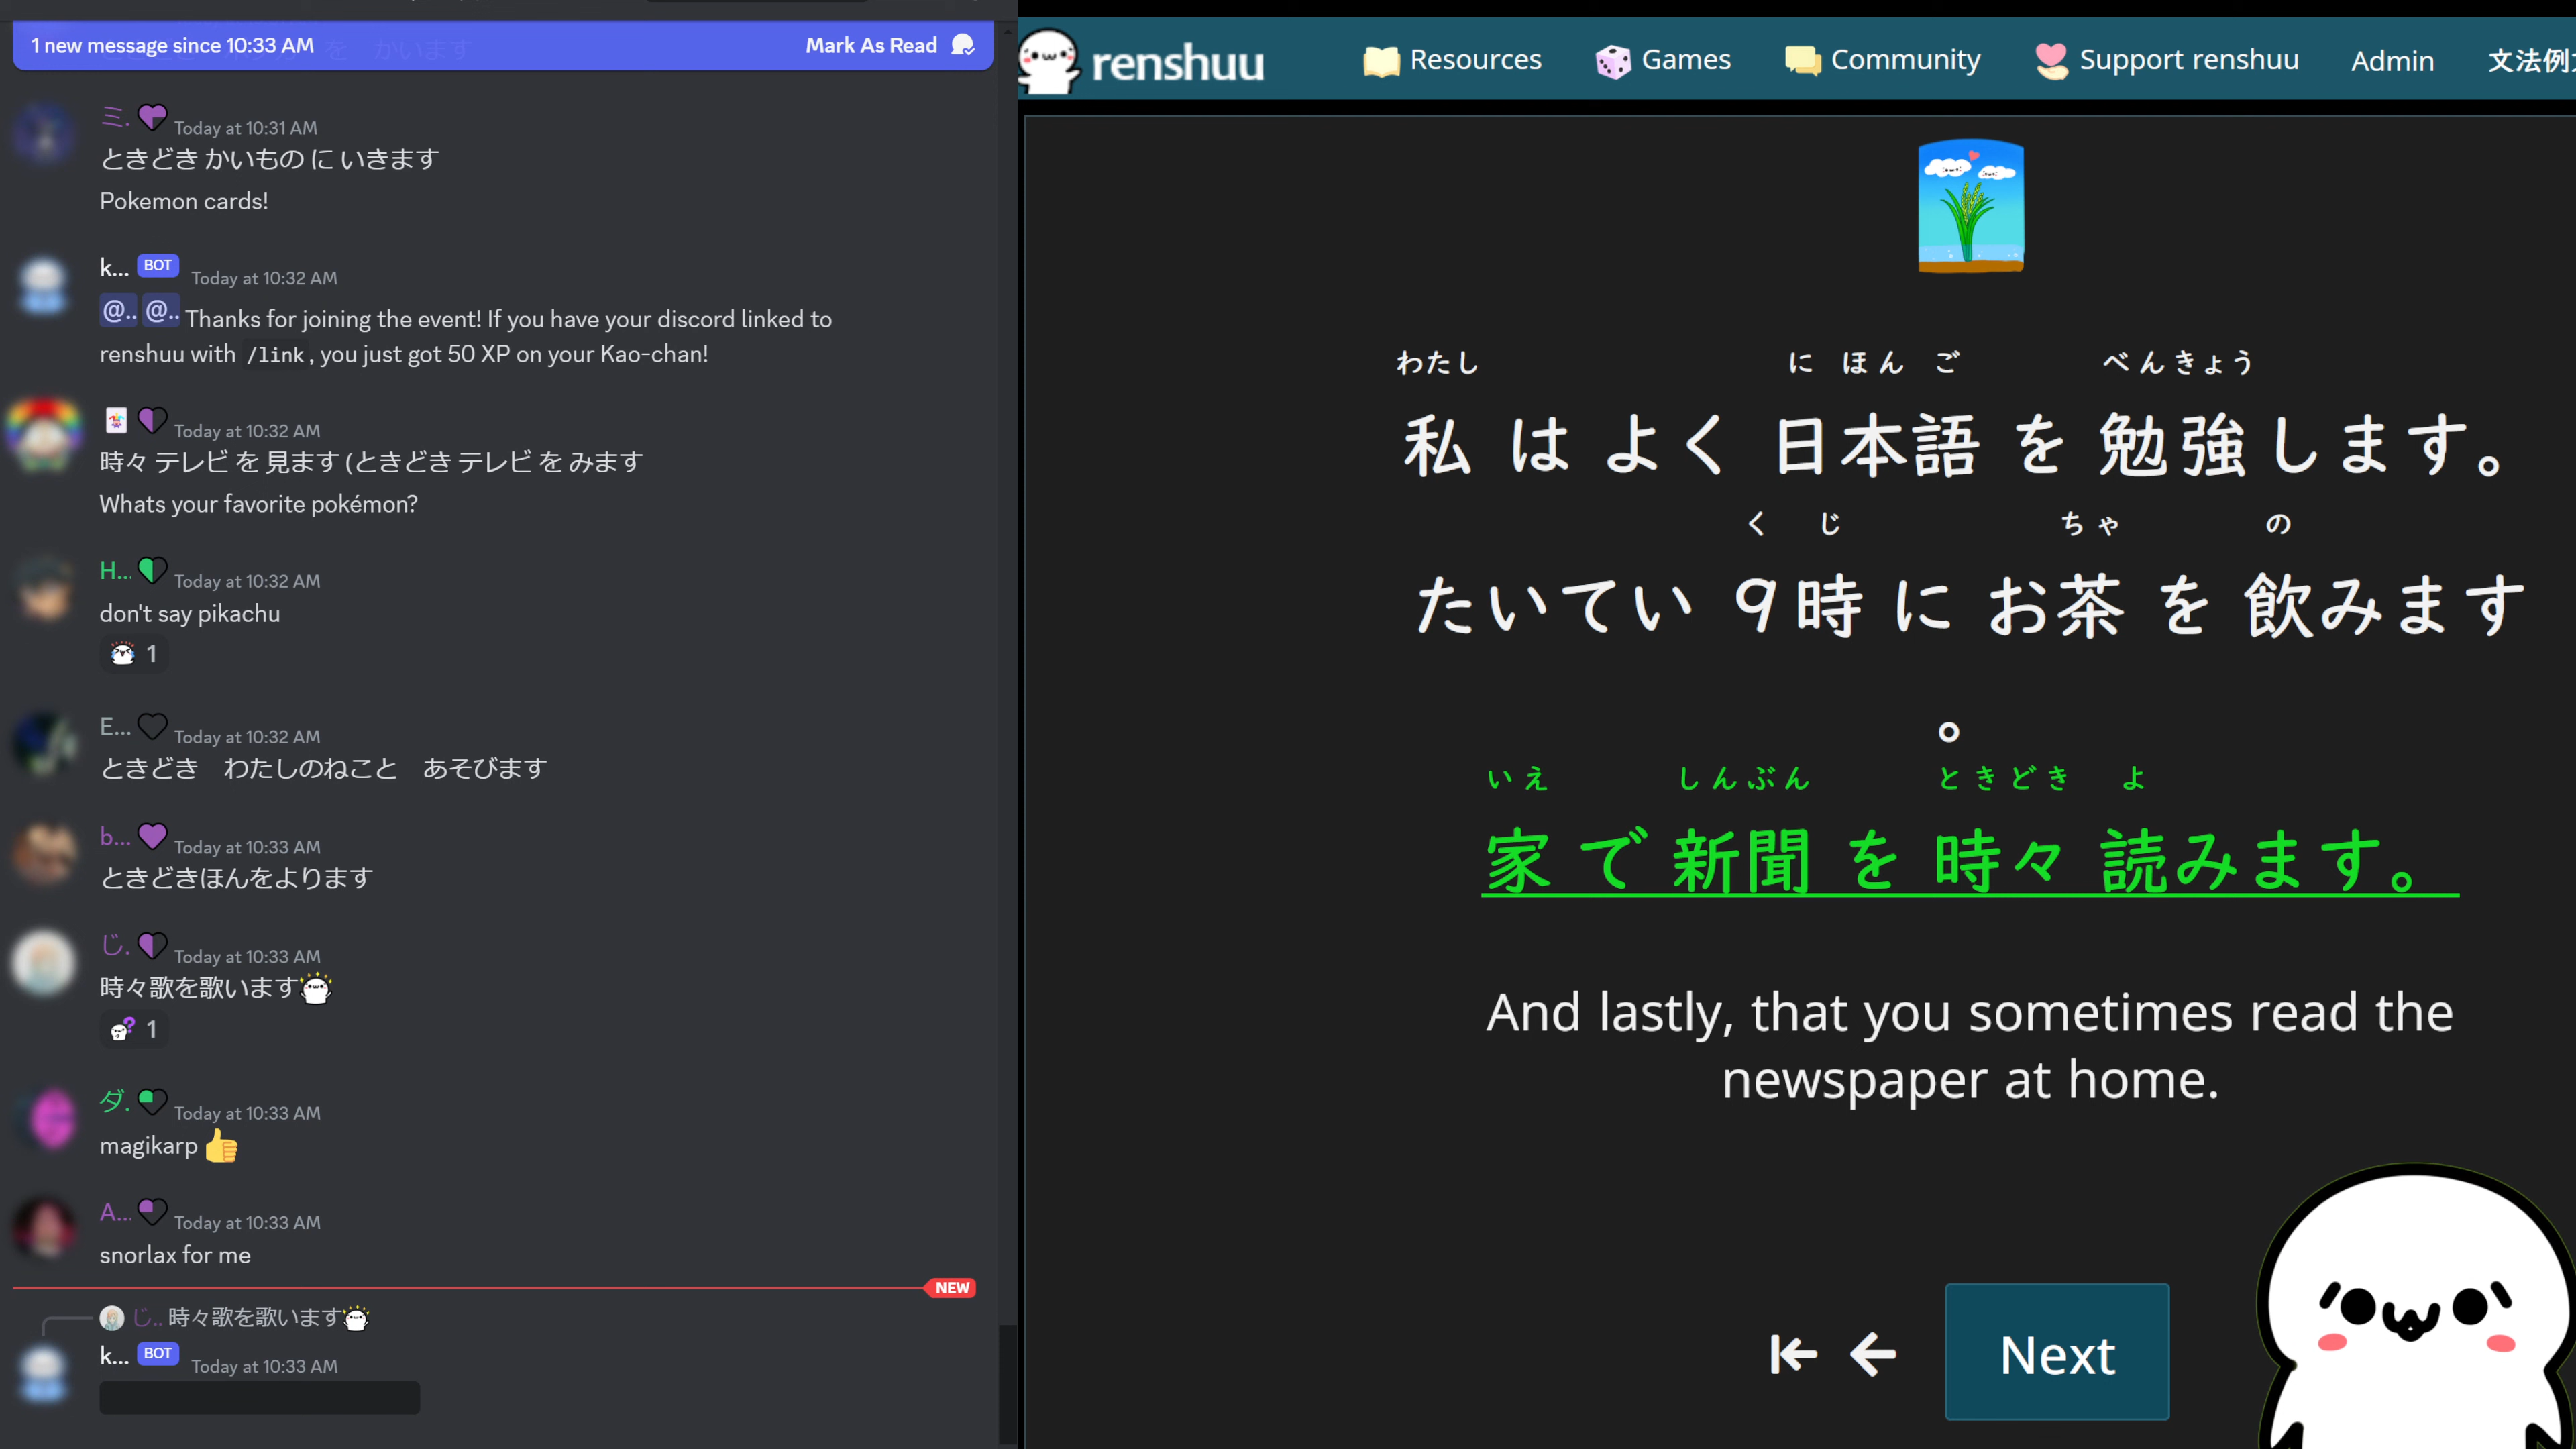 1 new message since 10:33 AM
Mark As Read
ミ.
Today at 10:31 AM
ときどき かいもの に いきます
Pokemon cards!
k...
BOT
Today at 10:32 AM
@.. @.. Thanks for joining the event! If you have your discord linked to
renshuu with /link, you just got 50 XP on your Kao-chan!
Today at 10:32 AM
時々 テレビ を 見ます (ときどき テレビ を みます
Whats your favorite pokémon?
H...
Today at 10:32 AM
don't say pikachu
1
E...
Today at 10:32 AM
ときどき　わたしのねこと　あそびます
b...
Today at 10:33 AM
ときどきほんをよります
じ.
Today at 10:33 AM
時々歌を歌います
1
ダ.
Today at 10:33 AM
magikarp
A...
Today at 10:33 AM
snorlax for me
NEW
じ.. 時々歌を歌います
k...
BOT
Today at 10:33 AM
renshuu
Resources
Games
Community
Support renshuu
Admin
文法例
わたし に ほん ご べんきょう
私 は よく 日本語 を 勉強します。
く じ ちゃ の
たいてい 9時 に お茶 を 飲みます
。
いえ しんぶん ときどき よ
家 で 新聞 を 時々 読みます。
And lastly, that you sometimes read the
newspaper at home.
Next